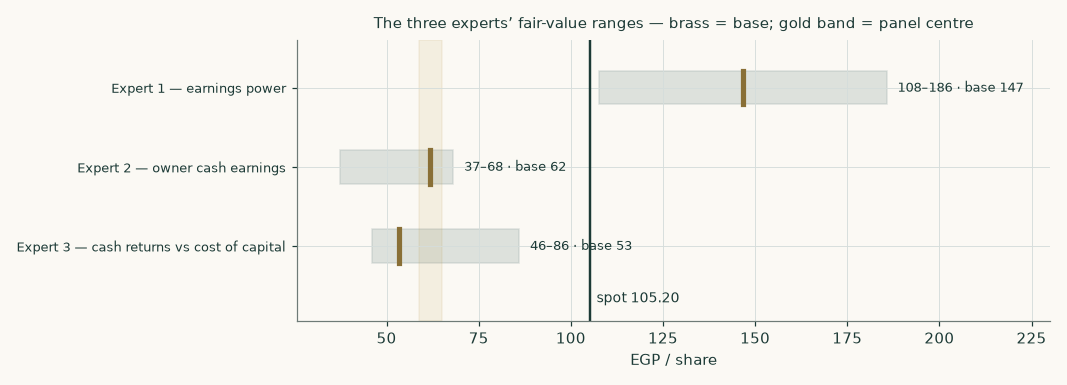 The three experts’ fair-value ranges — brass = base; gold band = panel centre
Expert 1 — earnings power
108–186 · base 147
Expert 2 — owner cash earnings
37–68 · base 62
Expert 3 — cash returns vs cost of capital
46–86 · base 53
spot 105.20
50 75 100 125 150 175 200 225
EGP / share